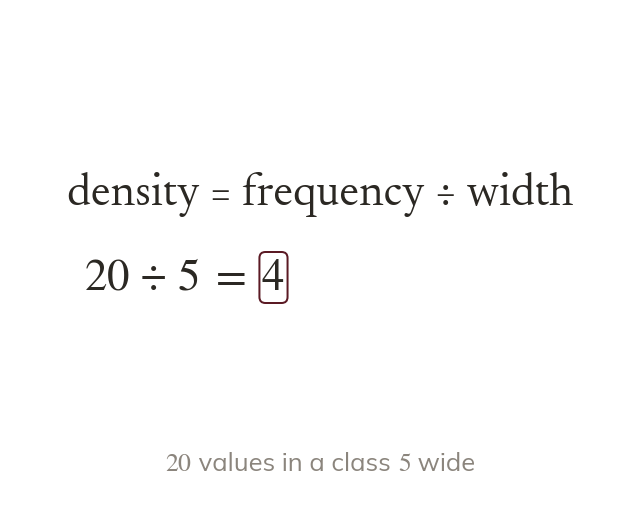 density = frequency ÷ width
20 ÷ 5 = 4
20 values in a class 5 wide